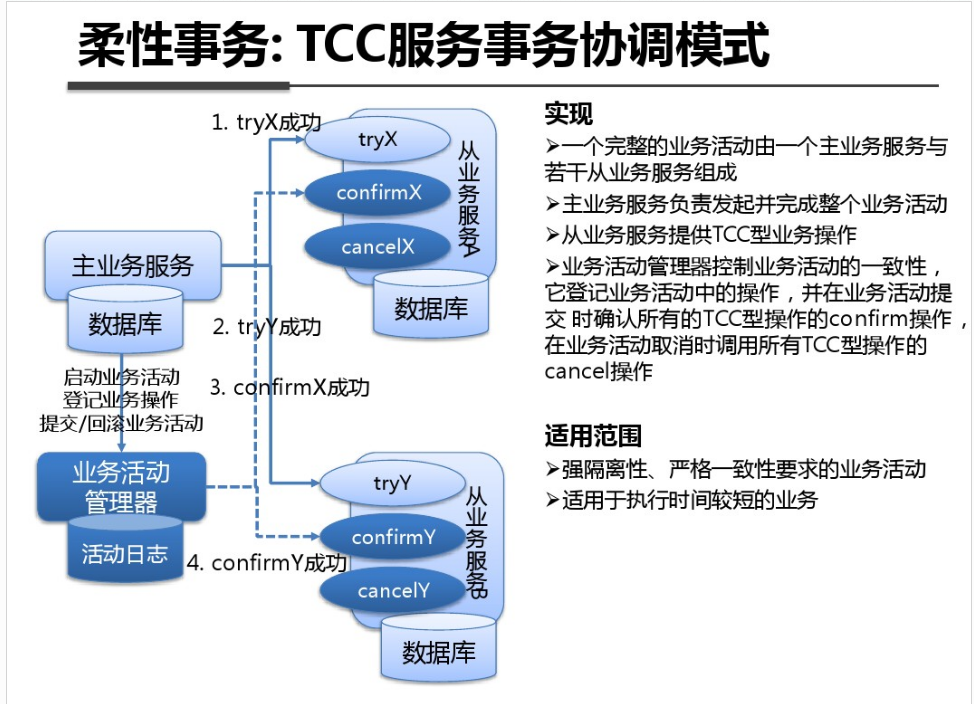 柔性事务: TCC服务事务协调模式
1. tryX成功
tryX
confirmX
cancelX
从业务服务A
数据库
主业务服务
数据库
2. tryY成功
3. confirmX成功
启动业务活动
登记业务操作
提交/回滚业务活动
业务活动
管理器
活动日志
tryY
confirmY
cancelY
从业务服务B
4. confirmY成功
数据库
实现
➢一个完整的业务活动由一个主业务服务与
若干从业务服务组成
➢主业务服务负责发起并完成整个业务活动
➢从业务服务提供TCC型业务操作
➢业务活动管理器控制业务活动的一致性，
它登记业务活动中的操作，并在业务活动提
交 时确认所有的TCC型操作的confirm操作，
在业务活动取消时调用所有TCC型操作的
cancel操作
适用范围
➢强隔离性、严格一致性要求的业务活动
➢适用于执行时间较短的业务